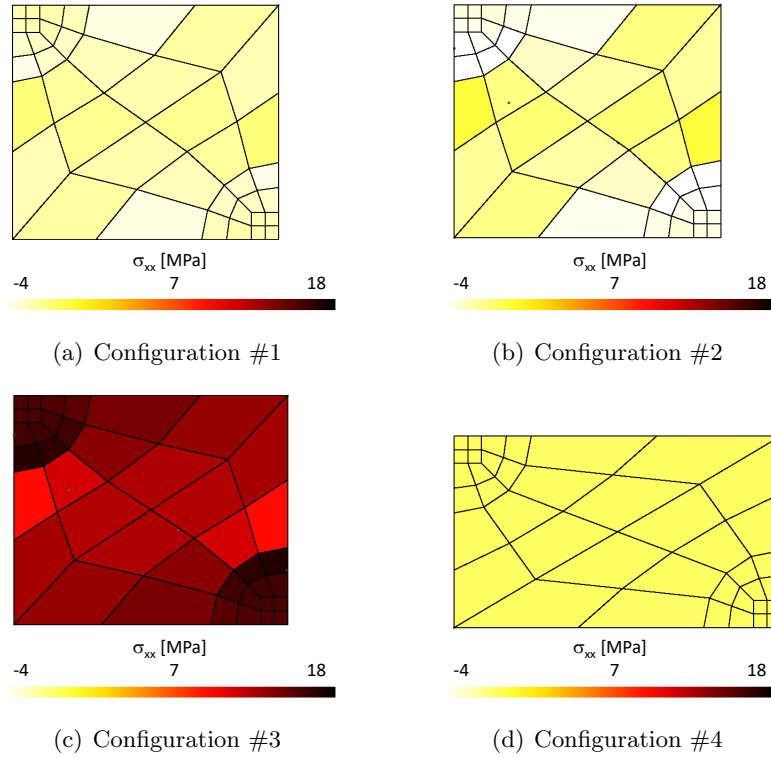 σxx [MPa]
-4 7 18
(a) Configuration #1
σxx [MPa]
-4 7 18
(b) Configuration #2
σxx [MPa]
-4 7 18
(c) Configuration #3
σxx [MPa]
-4 7 18
(d) Configuration #4